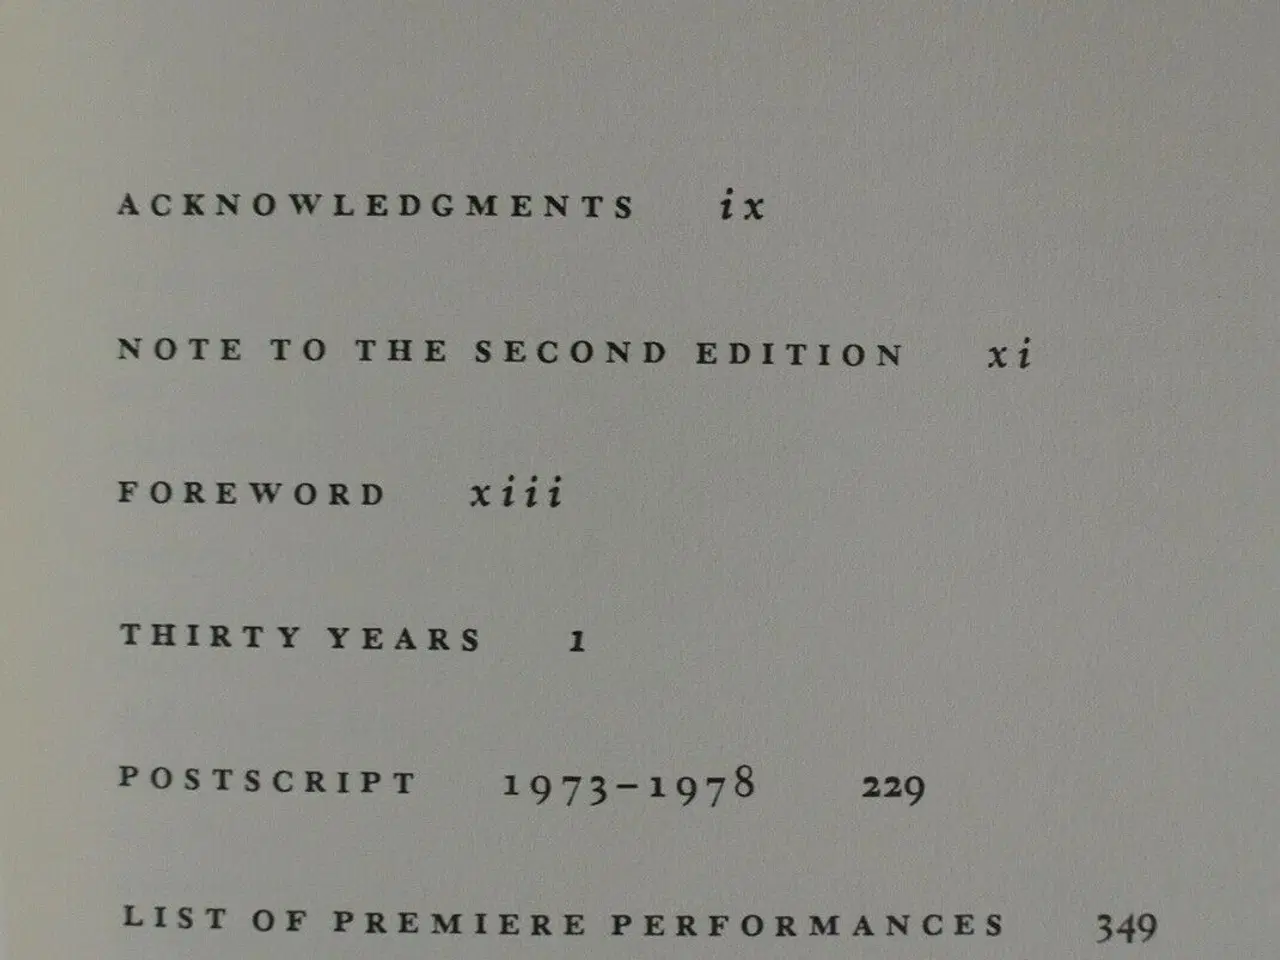 ACKNOWLEDGMENTS ix
NOTE TO THE SECOND EDITION xi
FOREWORD xiii
THIRTY YEARS 1
POSTSCRIPT 1973–1978 229
LIST OF PREMIERE PERFORMANCES 349